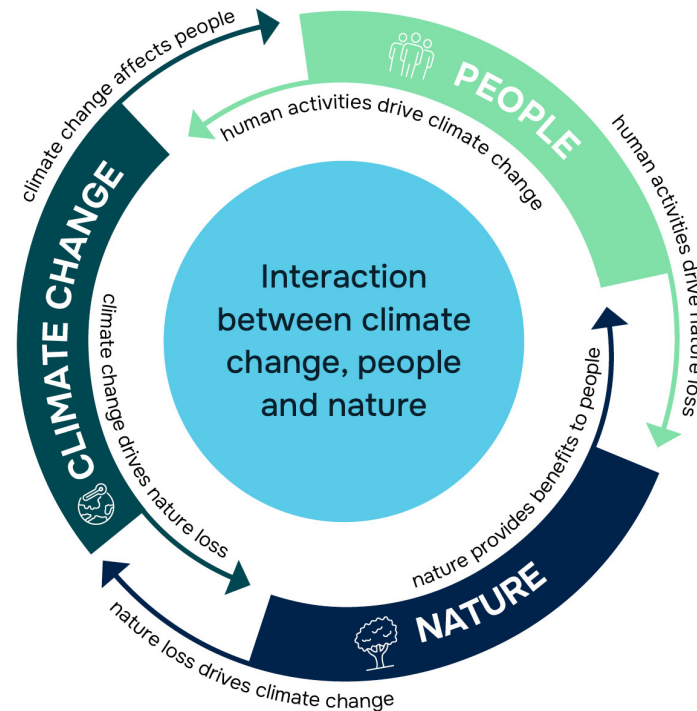 climate change affects people
PEOPLE
human activities drive climate change
human activities drive nature loss
CLIMATE CHANGE
Interaction
between climate
change, people
and nature
climate change drives nature loss
nature provides benefits to people
NATURE
nature loss drives climate change